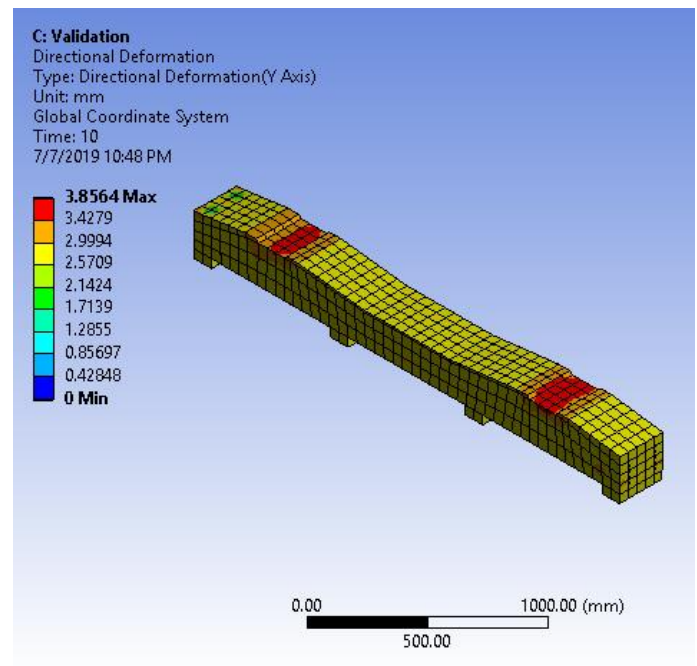 C: Validation
Directional Deformation
Type: Directional Deformation(Y Axis)
Unit: mm
Global Coordinate System
Time: 10
7/7/2019 10:48 PM
3.8564 Max
3.4279
2.9994
2.5709
2.1424
1.7139
1.2855
0.85697
0.42848
0 Min
0.00 1000.00 (mm)
500.00